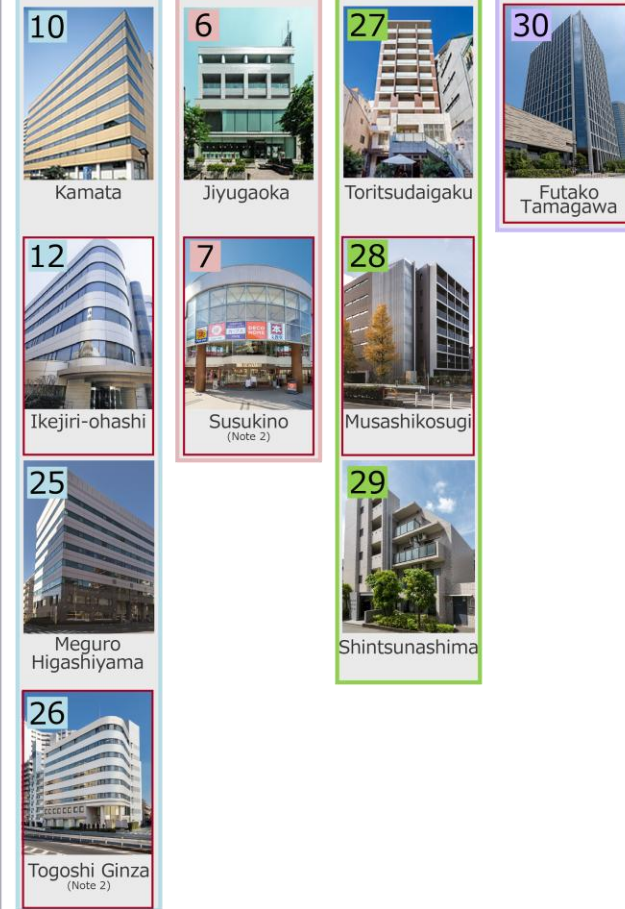 10
Kamata
12
Ikejiri-ohashi
25
Meguro
Higashiyama
26
Togoshi Ginza
(Note 2)
6
Jiyugaoka
7
本
Susukino
(Note 2)
27
Toritsudaigaku
28
Musashikosugi
29
Shintsunashima
30
Futako
Tamagawa